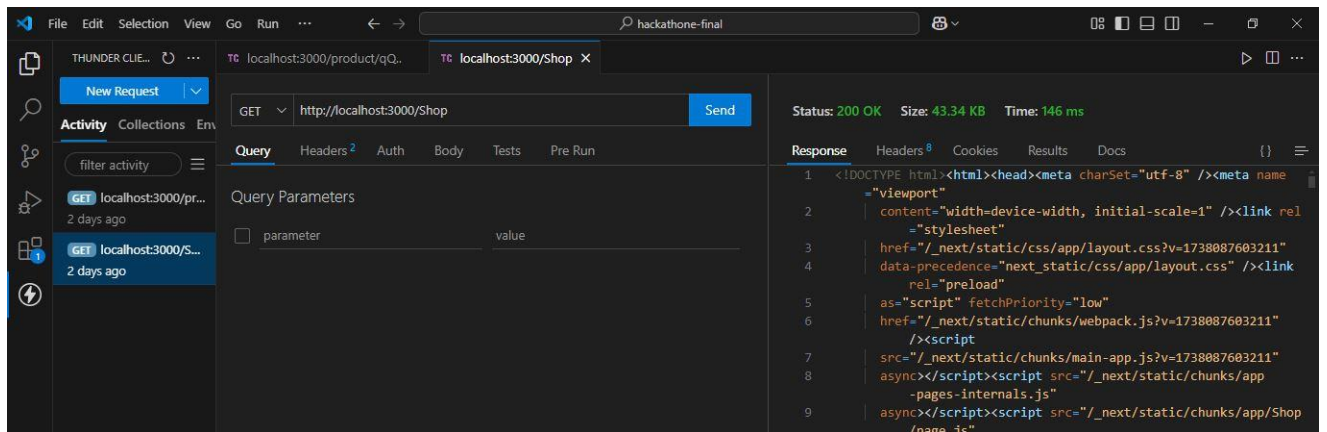 File Edit Selection View Go Run ··· hackathone-final
THUNDER CLIE... ···
New Request
Activity Collections Env
filter activity
GET localhost:3000/pr...
2 days ago
GET localhost:3000/S...
2 days ago
1
TC localhost:3000/product/qQ.. TC localhost:3000/Shop
GET http://localhost:3000/Shop Send
Query Headers 2 Auth Body Tests Pre Run
Query Parameters
parameter value
Status: 200 OK Size: 43.34 KB Time: 146 ms
Response Headers 8 Cookies Results Docs {}
1 <!DOCTYPE html><html><head><meta charSet="utf-8" /><meta name
="viewport"
2 content="width=device-width, initial-scale=1" /><link rel
="stylesheet"
3 href="/_next/static/css/app/layout.css?v=1738087603211"
4 data-precedence="next_static/css/app/layout.css" /><link
rel="preload"
5 as="script" fetchPriority="low"
6 href="/_next/static/chunks/webpack.js?v=1738087603211"
/><script
7 src="/_next/static/chunks/main-app.js?v=1738087603211"
8 async></script><script src="/_next/static/chunks/app
-pages-internals.js"
9 async></script><script src="/_next/static/chunks/app/Shop
/page.js"